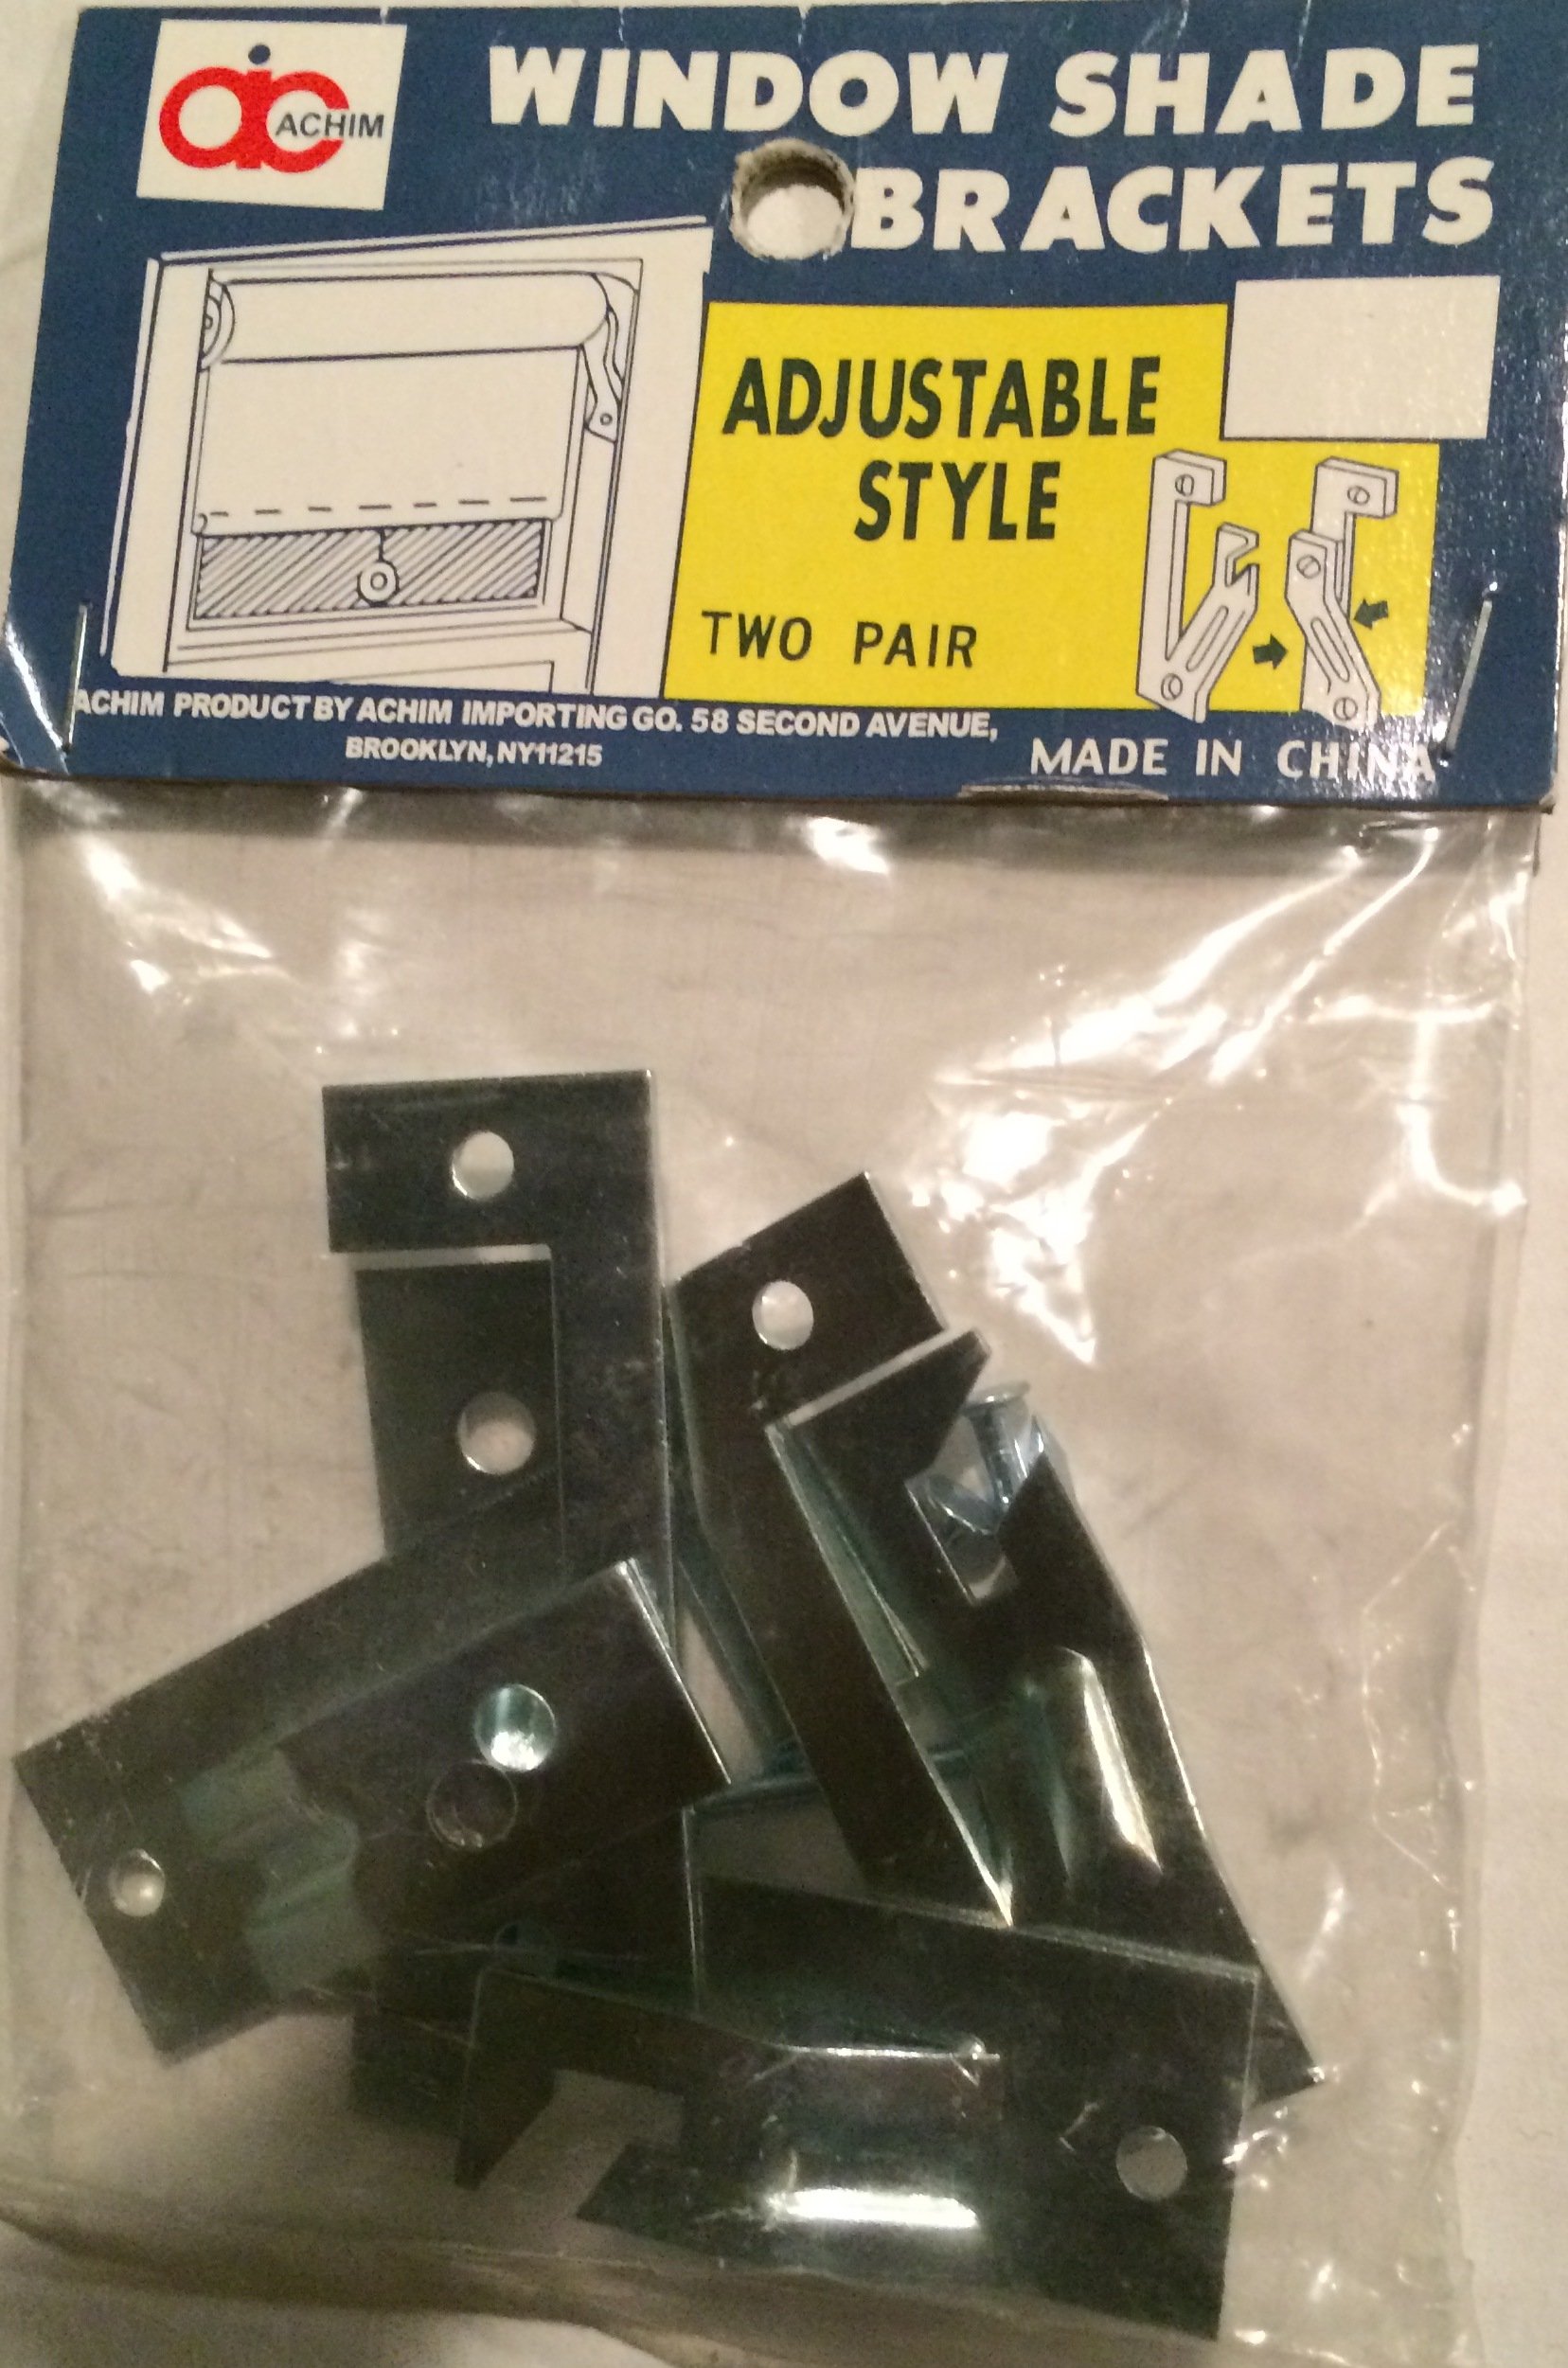 aic ACHIM
WINDOW SHADE
BRACKETS
ADJUSTABLE
STYLE
TWO PAIR
ACHIM PRODUCT BY ACHIM IMPORTING GO. 58 SECOND AVENUE,
BROOKLYN, NY11215
MADE IN CHINA